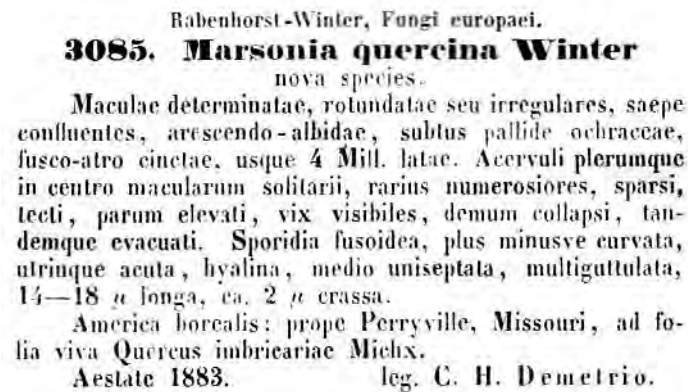 Rabenhorst-Winter, Fungi europaei.
3085. Marsonia quercina Winter
nova species.
Maculae determinatae, rotundatae seu irregulares, saepe
confluentes, arescendo-albidae, subtus pallide ochraceae,
fusco-atro cinctae, usque 4 Mill. latae. Acervuli plerumque
in centro macularum solitarii, rarius numerosiores, sparsi,
tecti, parum elevati, vix visibiles, demum collapsi, tan-
demque evacuati. Sporidia fusoidea, plus minusve curvata,
utrinque acuta, hyalina, medio uniseptata, multiguttulata,
14—18 µ longa, ca. 2 µ crassa.
America borealis: prope Perryville, Missouri, ad fo-
lia viva Quercus imbricariae Michx.
Aestate 1883. leg. C. H. Demetrio.